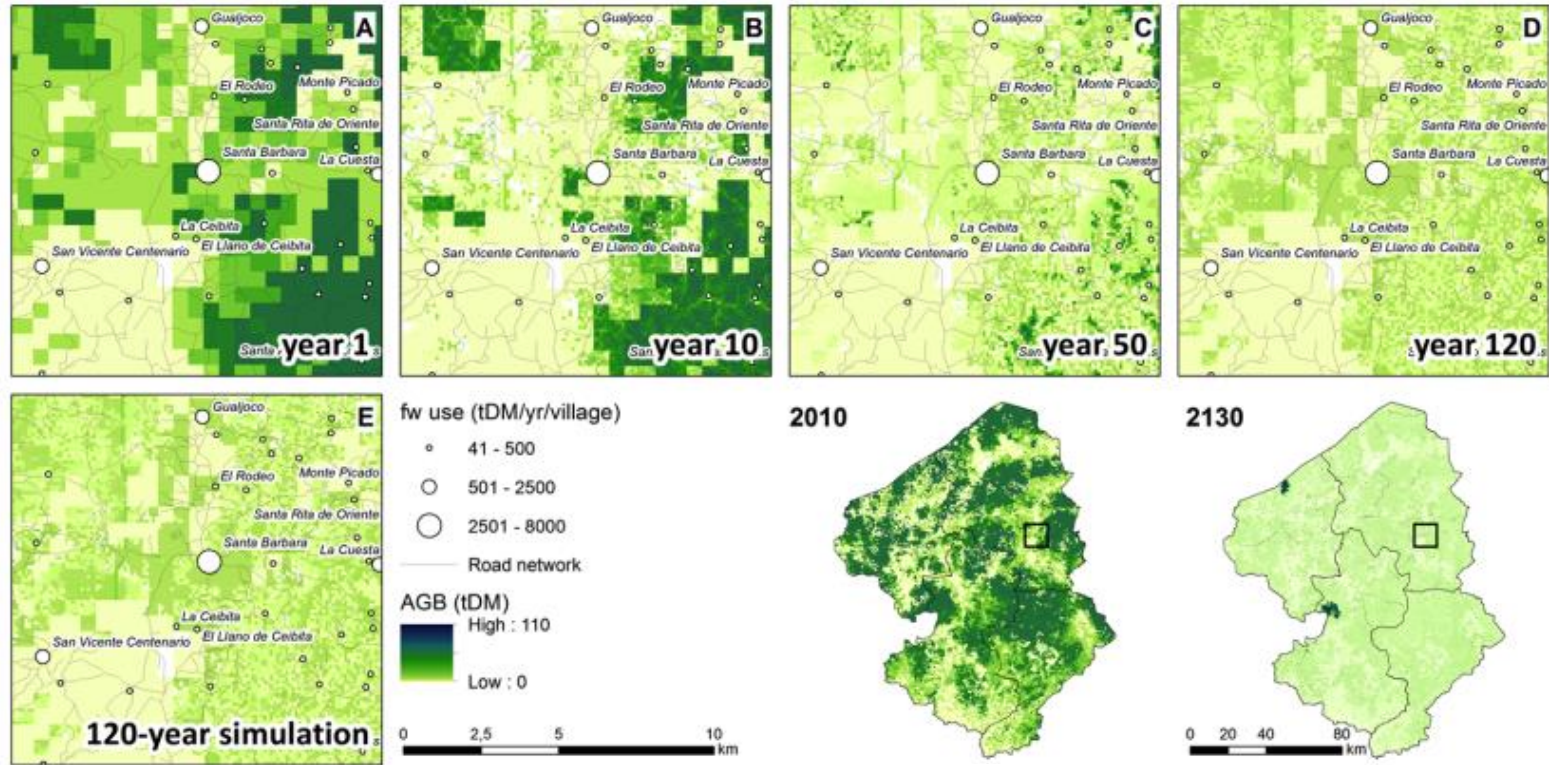 A
Gualjoco
El Rodeo
Monte Picado
Santa Rita de Oriente
Santa Barbara
La Cuesta
La Ceibita
El Llano de Ceibita
San Vicente Centenario
year 1
B
Gualjoco
El Rodeo
Monte Picado
Santa Rita de Oriente
Santa Barbara
La Cuesta
La Ceibita
El Llano de Ceibita
San Vicente Centenario
year 10
C
Gualjoco
El Rodeo
Monte Picado
Santa Rita de Oriente
Santa Barbara
La Cuesta
La Ceibita
El Llano de Ceibita
San Vicente Centenario
year 50
D
Gualjoco
El Rodeo
Monte Picado
Santa Rita de Oriente
Santa Barbara
La Cuesta
La Ceibita
El Llano de Ceibita
San Vicente Centenario
year 120
E
Gualjoco
El Rodeo
Monte Picado
Santa Rita de Oriente
Santa Barbara
La Cuesta
La Ceibita
El Llano de Ceibita
San Vicente Centenario
120-year simulation
fw use (tDM/yr/village)
41 - 500
501 - 2500
2501 - 8000
Road network
AGB (tDM)
High : 110
Low : 0
0 2,5 5 10
km
2010
2130
0 20 40 80
km